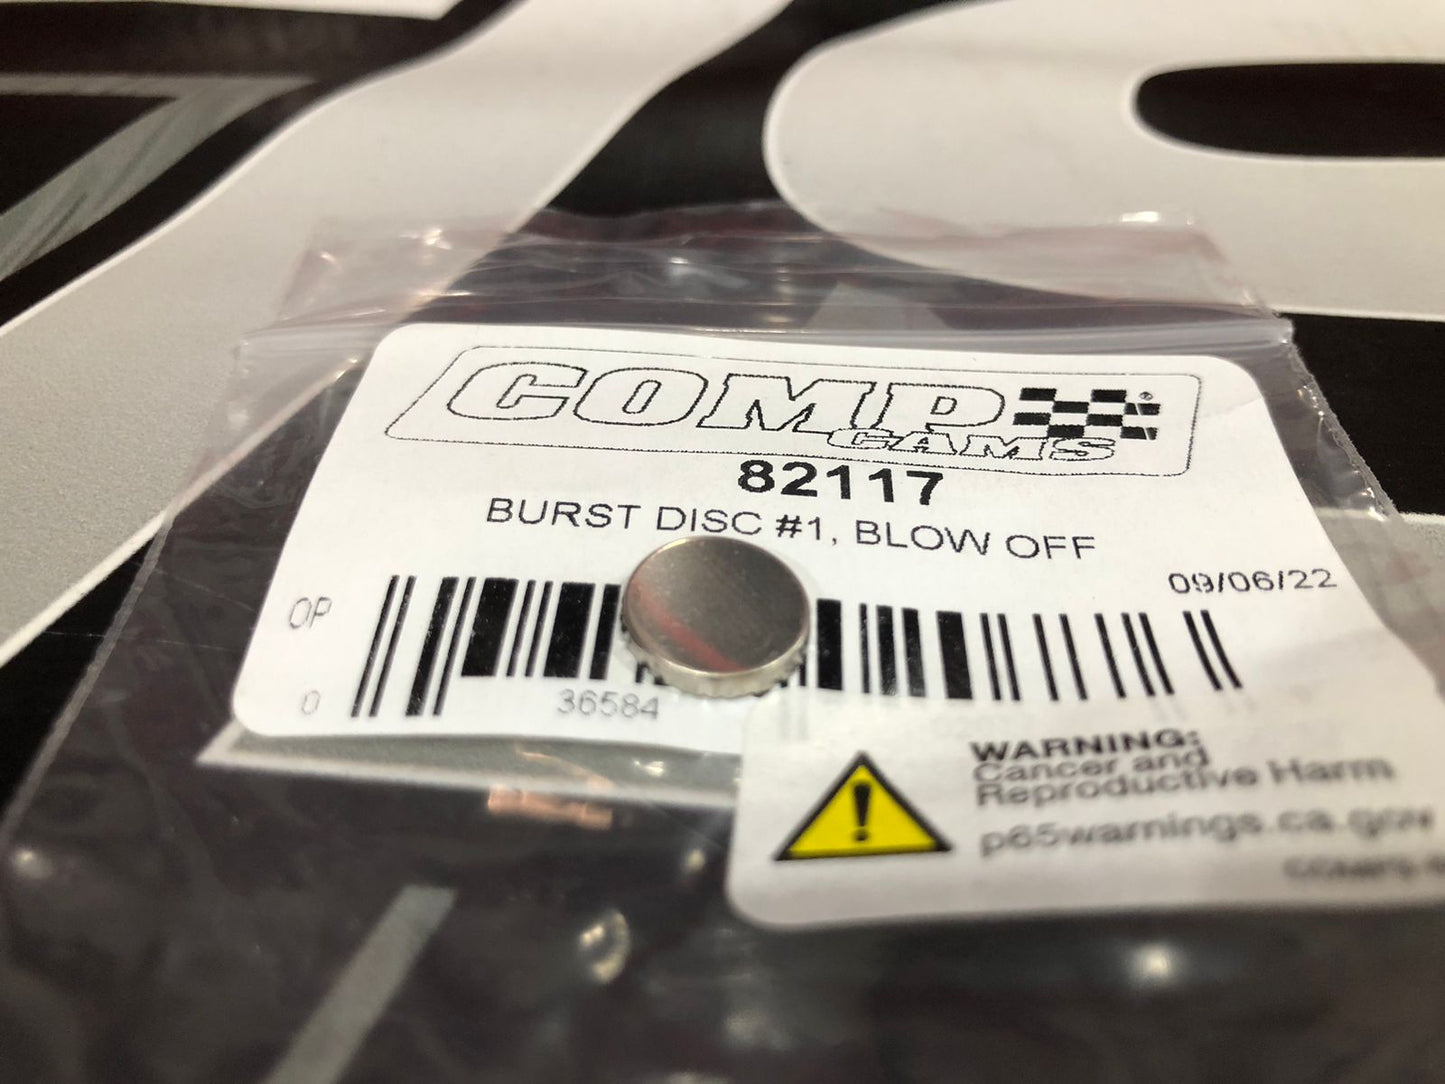 COMP
CAMS
®
82117
BURST DISC #1, BLOW OFF
09/06/22
OP
0
36584
WARNING:
Cancer and
Reproductive Harm
p65warnings.ca.gov